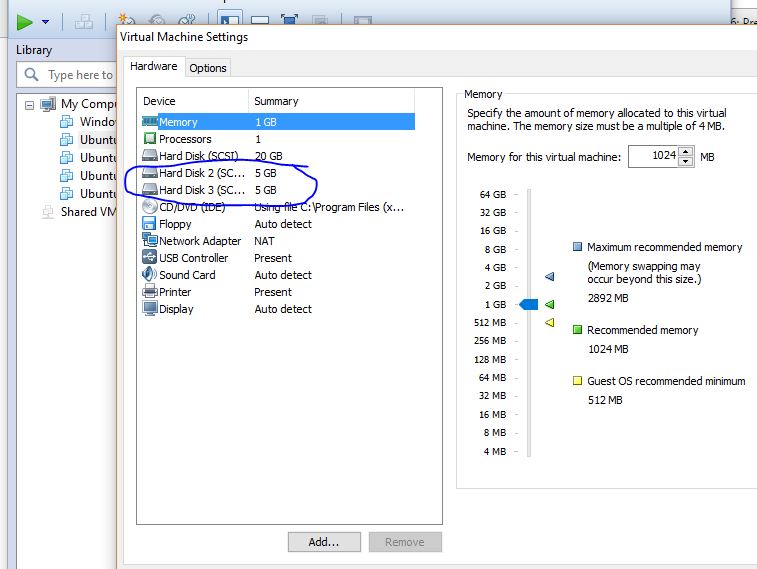 6: Pre
Virtual Machine Settings
Library
Hardware
Options
Type here to
My Compu
Windo
Ubuntu
Ubuntu
Ubuntu
Ubuntu
Shared VM
Device Summary
Memory 1 GB
Processors 1
Hard Disk (SCSI) 20 GB
Hard Disk 2 (SC... 5 GB
Hard Disk 3 (SC... 5 GB
CD/DVD (IDE) Using file C:\Program Files (x...
Floppy Auto detect
Network Adapter NAT
USB Controller Present
Sound Card Auto detect
Printer Present
Display Auto detect
Add...
Remove
Memory
Specify the amount of memory allocated to this virtual
machine. The memory size must be a multiple of 4 MB.
Memory for this virtual machine: 1024 MB
64 GB
32 GB
16 GB
8 GB
4 GB
2 GB
1 GB
512 MB
256 MB
128 MB
64 MB
32 MB
16 MB
8 MB
4 MB
Maximum recommended memory
(Memory swapping may
occur beyond this size.)
2892 MB
Recommended memory
1024 MB
Guest OS recommended minimum
512 MB